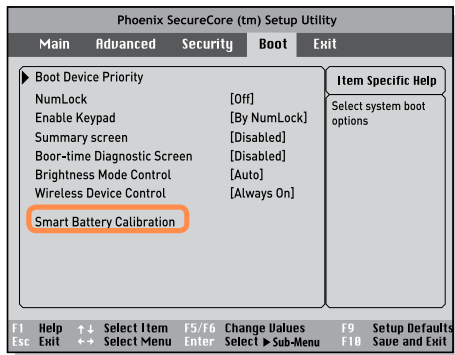 Phoenix SecureCore (tm) Setup Utility
Main Advanced Security Boot Exit
Boot Device Priority
NumLock [Off]
Enable Keypad [By NumLock]
Summary screen [Disabled]
Boor-time Diagnostic Screen [Disabled]
Brightness Mode Control [Auto]
Wireless Device Control [Always On]
Smart Battery Calibration
Item Specific Help
Select system boot
options
F1 Help ↑↓ Select Item F5/F6 Change Values F9 Setup Defaults
Esc Exit ←→ Select Menu Enter Select ▶ Sub-Menu F10 Save and Exit